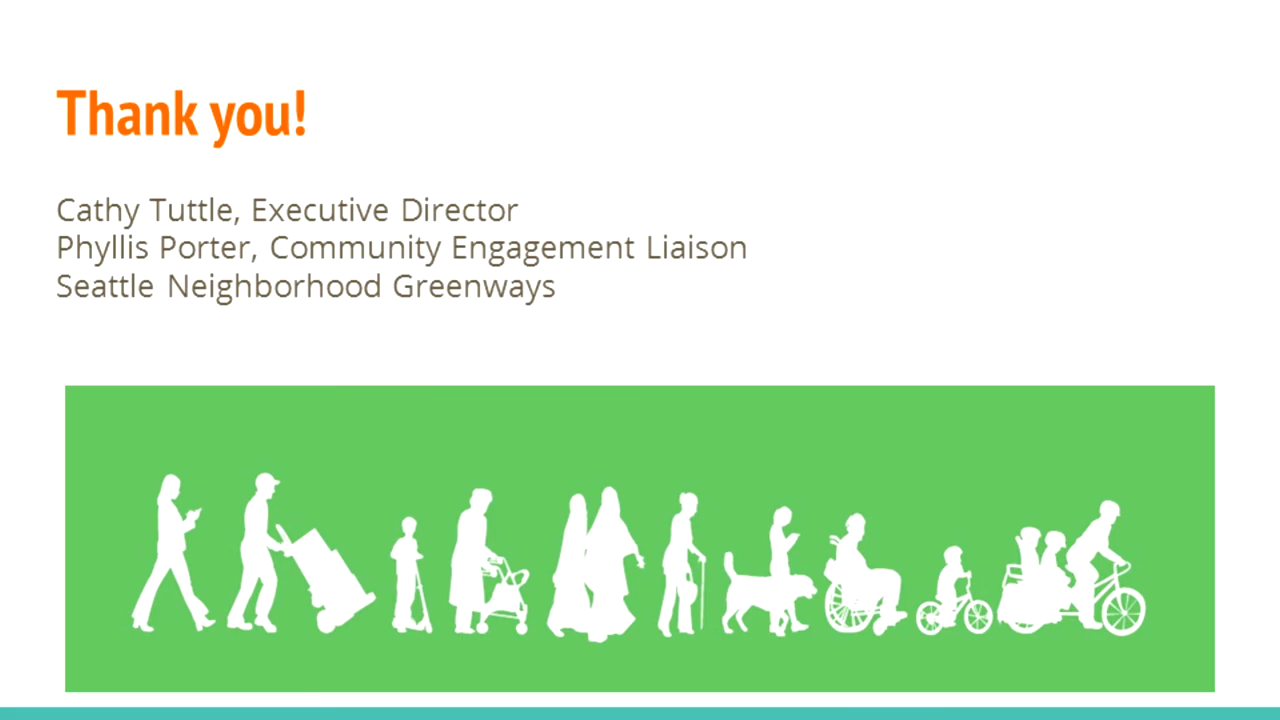 Thank you!
Cathy Tuttle, Executive Director
Phyllis Porter, Community Engagement Liaison
Seattle Neighborhood Greenways